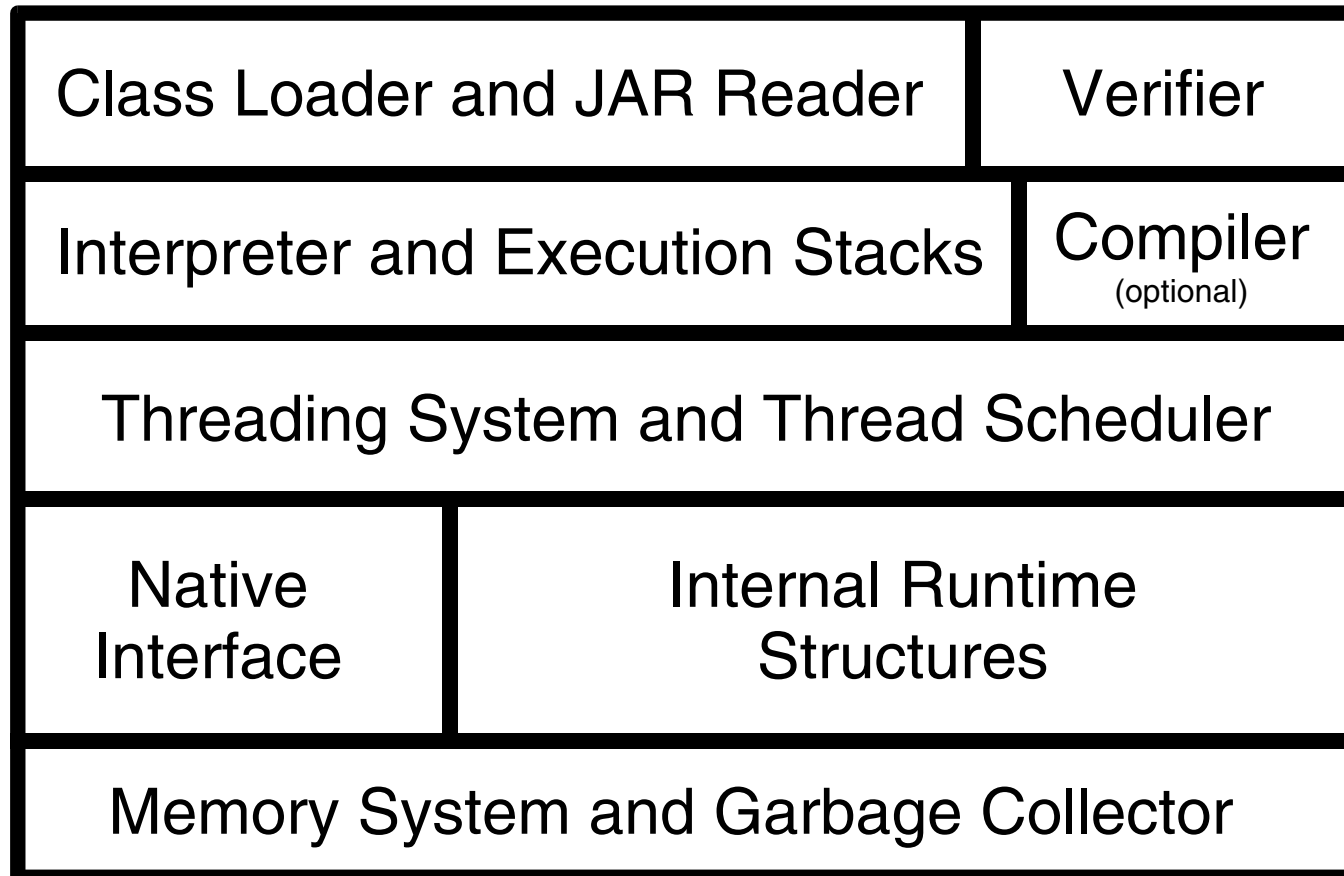 Class Loader and JAR Reader
Verifier
Interpreter and Execution Stacks
Compiler
(optional)
Threading System and Thread Scheduler
Native
Interface
Internal Runtime
Structures
Memory System and Garbage Collector